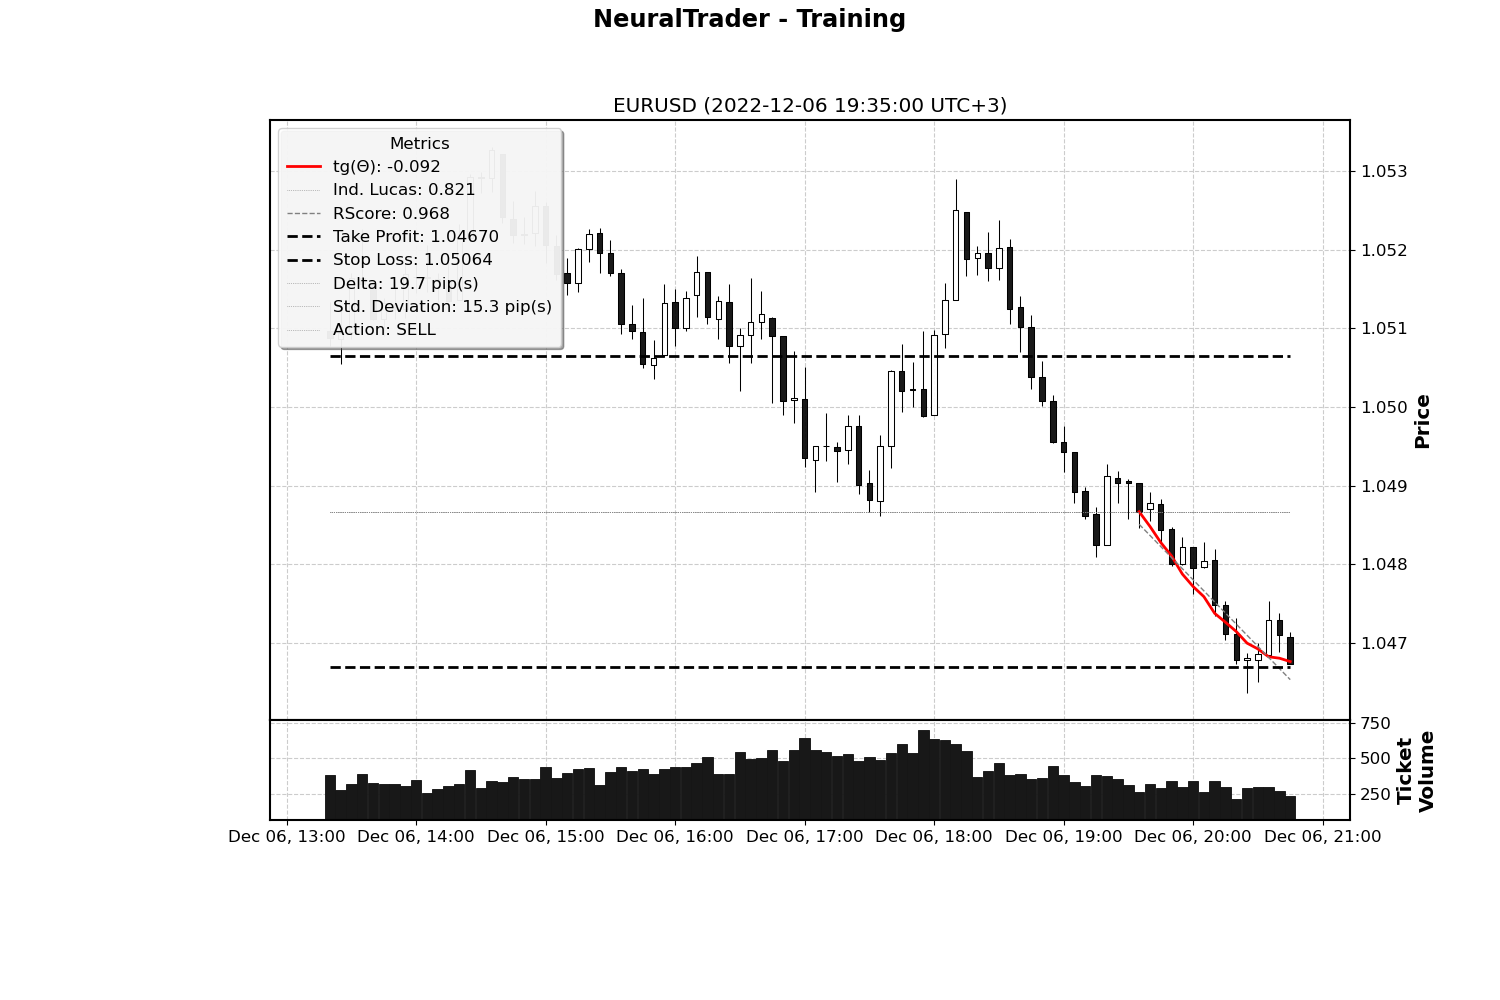 NeuralTrader - Training
EURUSD (2022-12-06 19:35:00 UTC+3)
Metrics
tg(Θ): -0.092
Ind. Lucas: 0.821
RScore: 0.968
Take Profit: 1.04670
Stop Loss: 1.05064
Delta: 19.7 pip(s)
Std. Deviation: 15.3 pip(s)
Action: SELL
1.053
1.052
1.051
1.050
1.049
1.048
1.047
Price
750
500
250
Ticket
Volume
Dec 06, 13:00 Dec 06, 14:00 Dec 06, 15:00 Dec 06, 16:00 Dec 06, 17:00 Dec 06, 18:00 Dec 06, 19:00 Dec 06, 20:00 Dec 06, 21:00